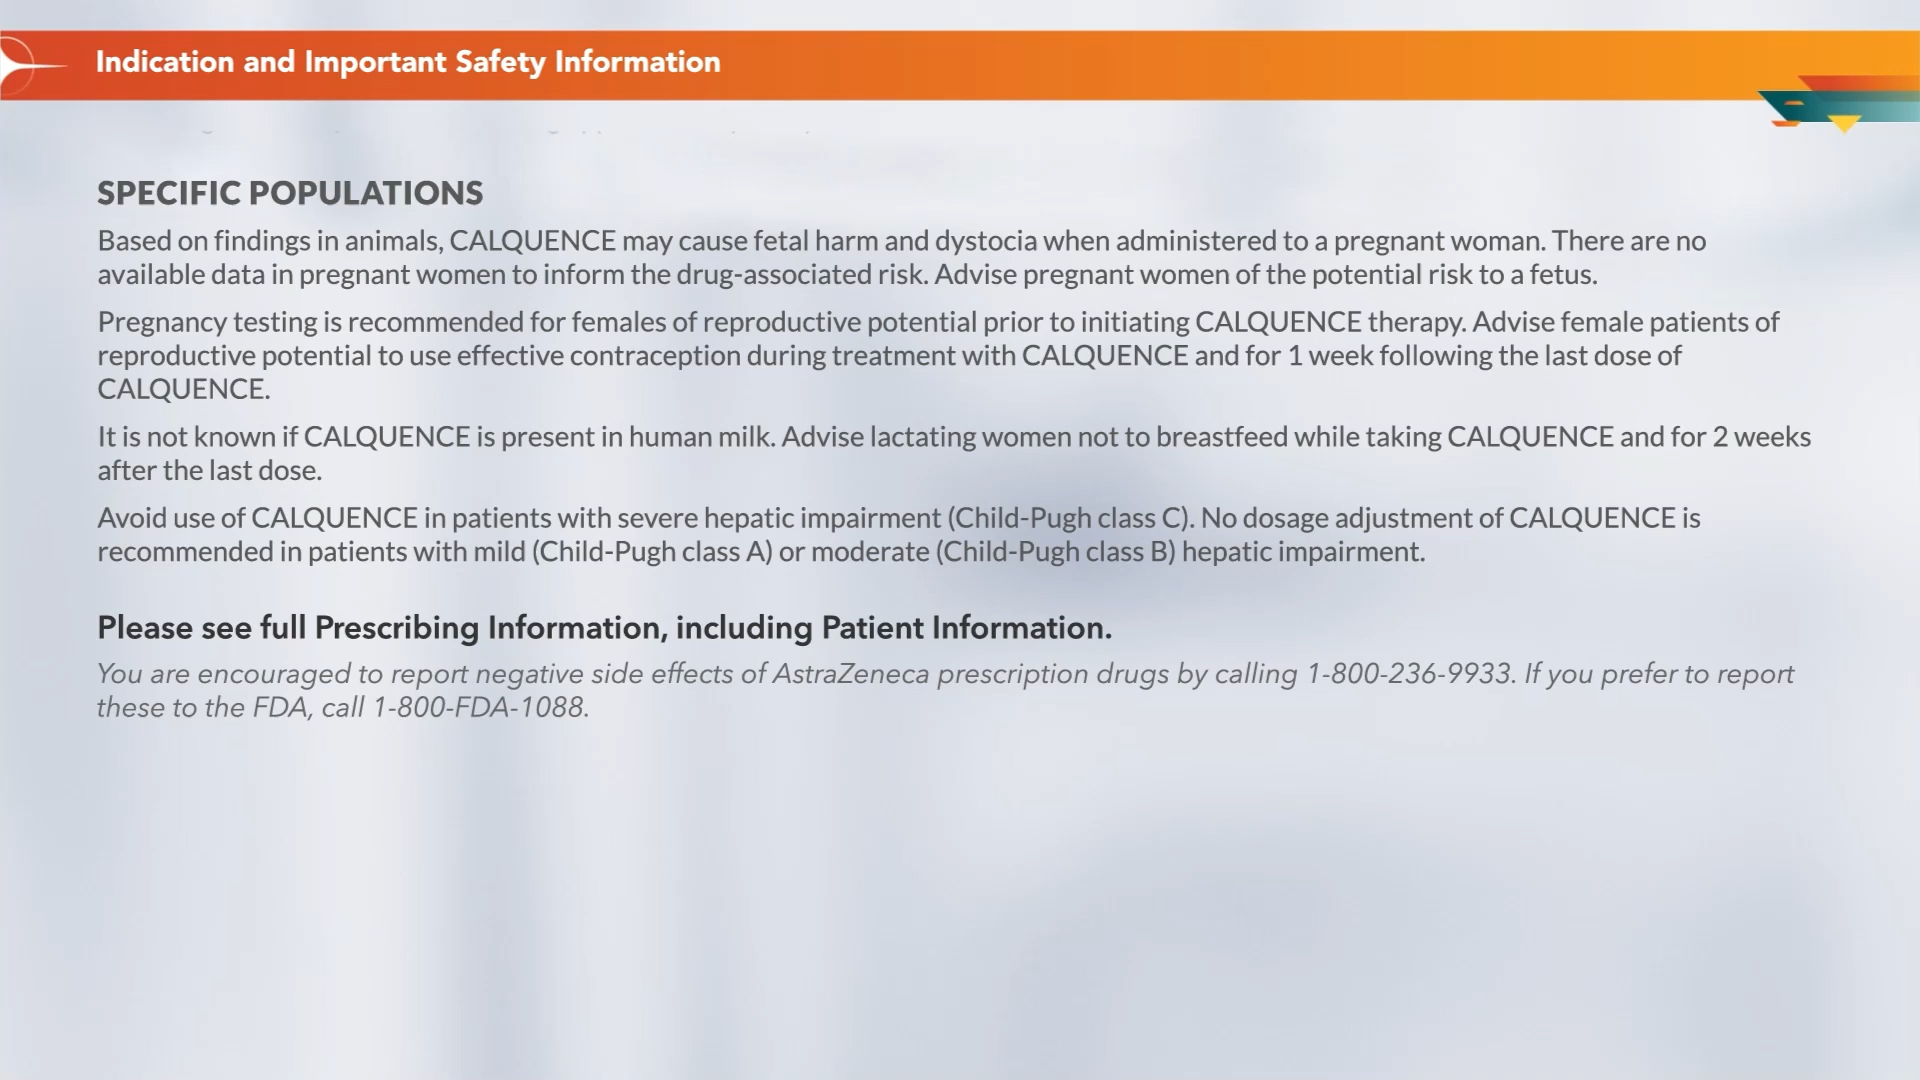 Indication and Important Safety Information
SPECIFIC POPULATIONS
Based on findings in animals, CALQUENCE may cause fetal harm and dystocia when administered to a pregnant woman. There are no
available data in pregnant women to inform the drug-associated risk. Advise pregnant women of the potential risk to a fetus.
Pregnancy testing is recommended for females of reproductive potential prior to initiating CALQUENCE therapy. Advise female patients of
reproductive potential to use effective contraception during treatment with CALQUENCE and for 1 week following the last dose of
CALQUENCE.
It is not known if CALQUENCE is present in human milk. Advise lactating women not to breastfeed while taking CALQUENCE and for 2 weeks
after the last dose.
Avoid use of CALQUENCE in patients with severe hepatic impairment (Child-Pugh class C). No dosage adjustment of CALQUENCE is
recommended in patients with mild (Child-Pugh class A) or moderate (Child-Pugh class B) hepatic impairment.
Please see full Prescribing Information, including Patient Information.
You are encouraged to report negative side effects of AstraZeneca prescription drugs by calling 1-800-236-9933. If you prefer to report
these to the FDA, call 1-800-FDA-1088.